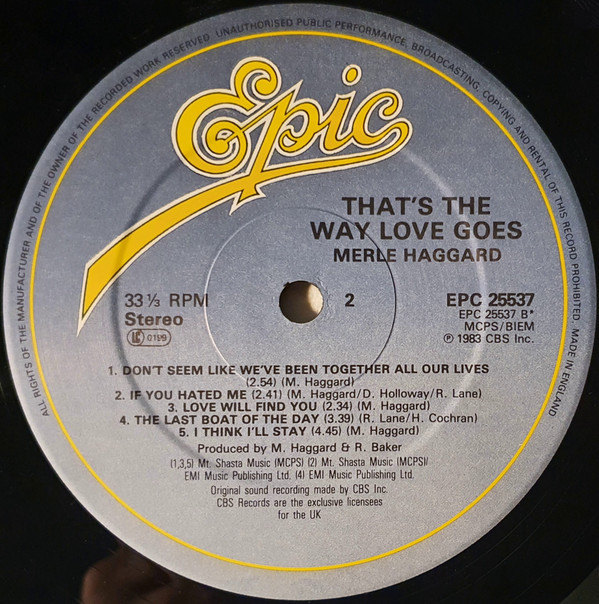 ALL RIGHTS OF THE MANUFACTURER AND OF THE OWNER OF THE RECORDED WORK RESERVED. UNAUTHORISED PUBLIC PERFORMANCE, BROADCASTING, COPYING AND RENTAL OF THIS RECORD PROHIBITED. MADE IN ENGLAND
Epic
THAT'S THE
WAY LOVE GOES
MERLE HAGGARD
33 ⅓ RPM
Stereo
LC 0199
2
EPC 25537
EPC 25537 B*
MCPS/BIEM
℗ 1983 CBS Inc.
1. DON'T SEEM LIKE WE'VE BEEN TOGETHER ALL OUR LIVES
(2.54) (M. Haggard)
2. IF YOU HATED ME (2.41) (M. Haggard/D. Holloway/R. Lane)
3. LOVE WILL FIND YOU (2.34) (M. Haggard)
4. THE LAST BOAT OF THE DAY (3.39) (R. Lane/H. Cochran)
5. I THINK I'LL STAY (4.45) (M. Haggard)
Produced by M. Haggard & R. Baker
(1,3,5) Mt. Shasta Music (MCPS) (2) Mt. Shasta Music (MCPS)/
EMI Music Publishing Ltd. (4) EMI Music Publishing Ltd.
Original sound recording made by CBS Inc.
CBS Records are the exclusive licensees
for the UK